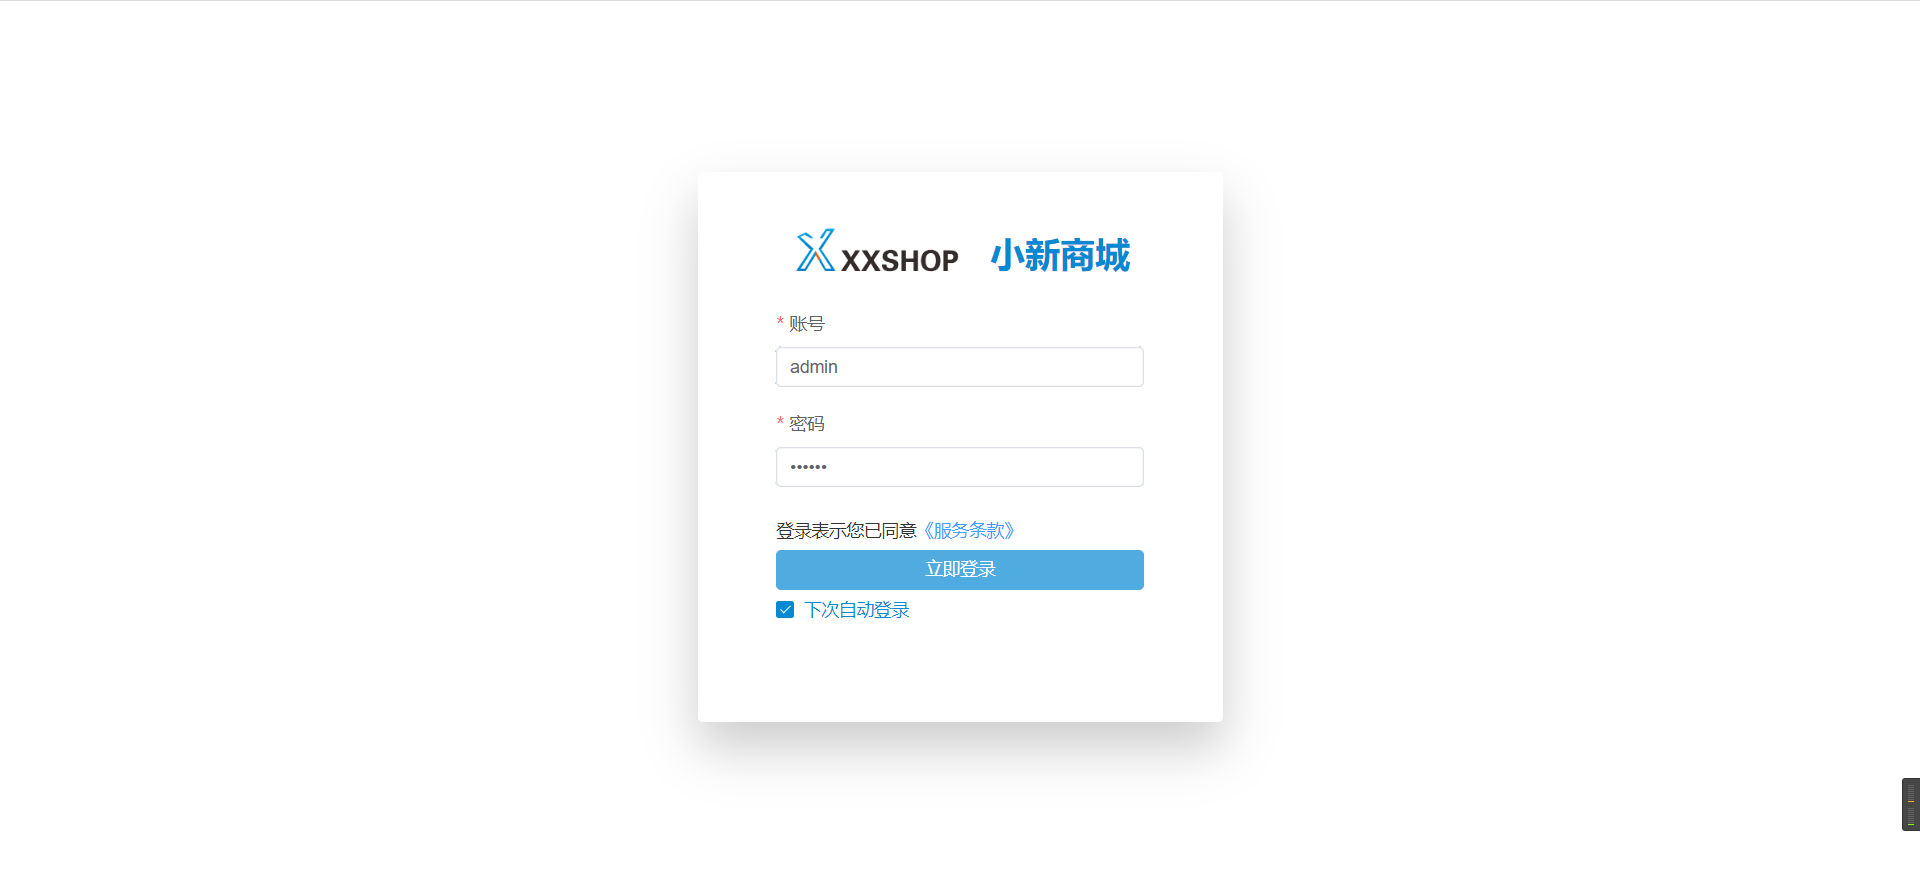 XXSHOP 小新商城
* 账号
admin
* 密码
••••••
登录表示您已同意《服务条款》
立即登录
下次自动登录